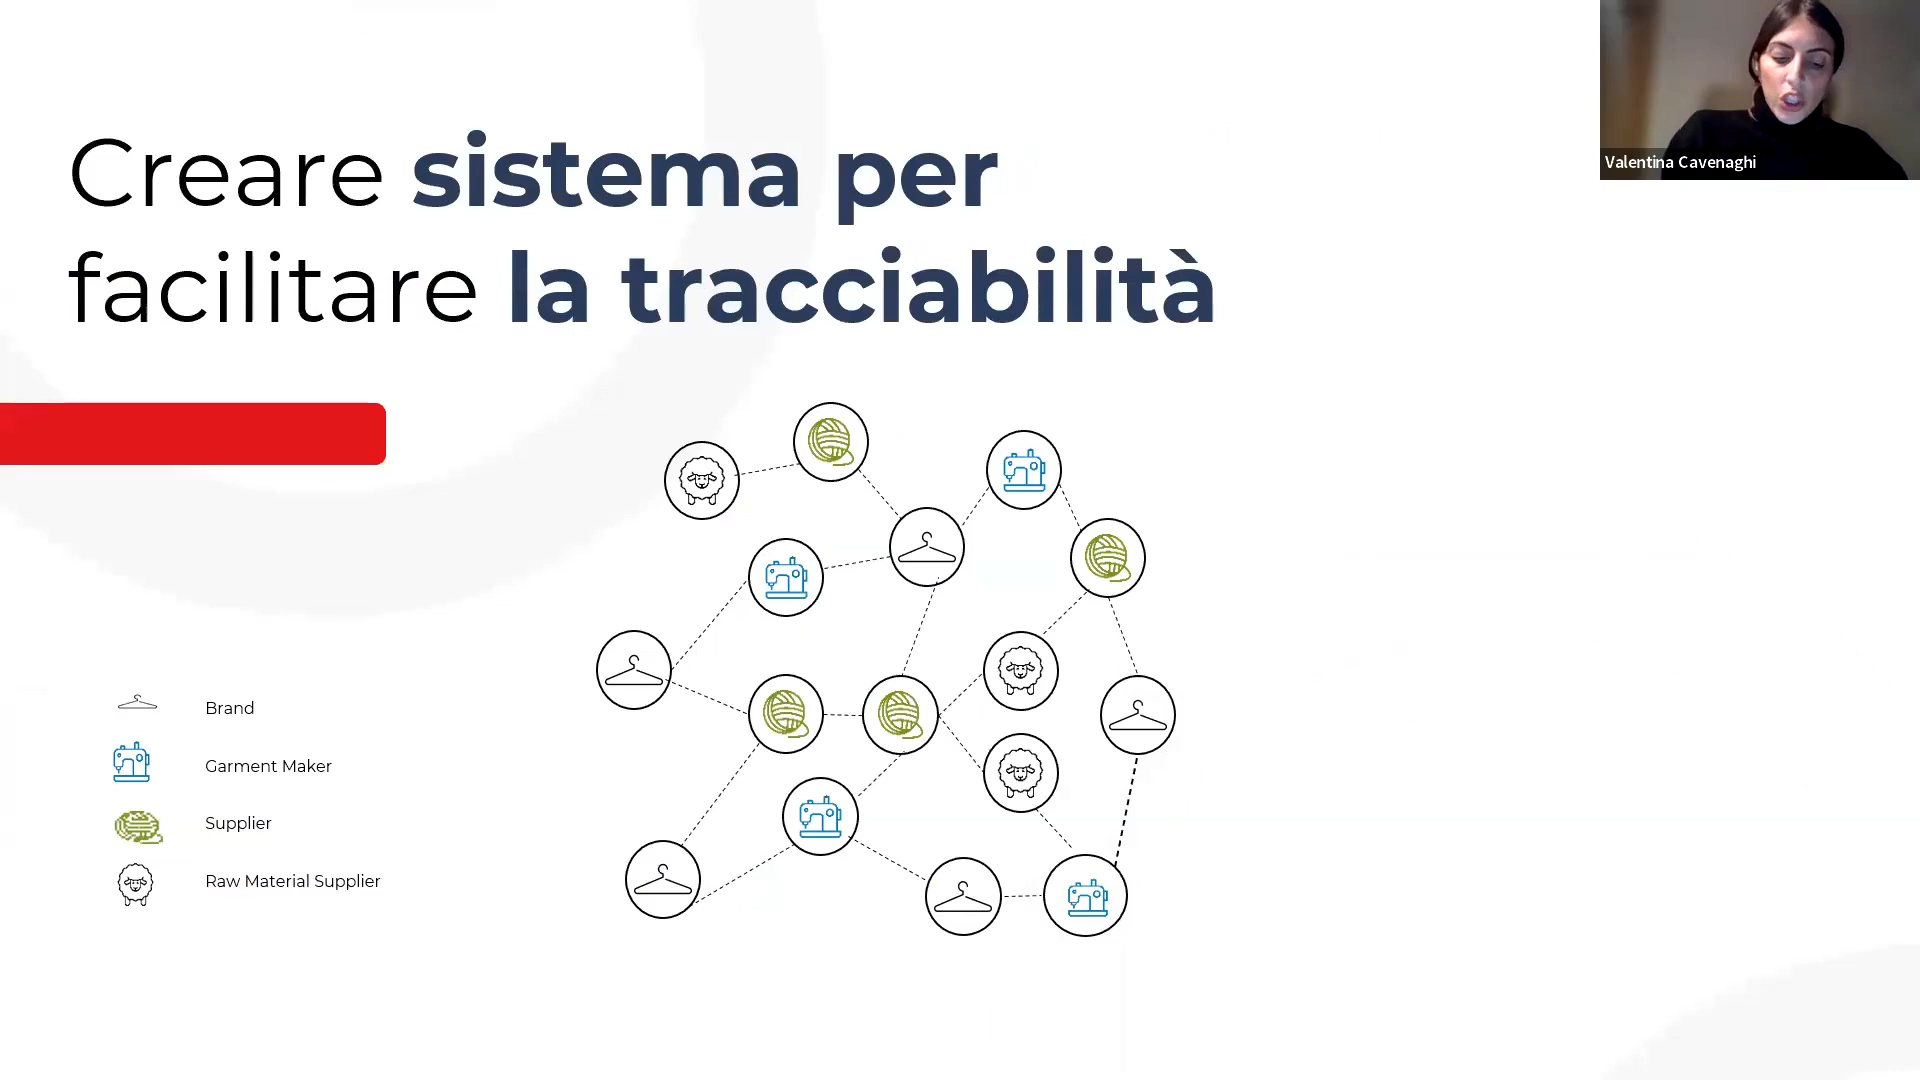 Creare sistema per
facilitare la tracciabilità
Valentina Cavenaghi
Brand
Garment Maker
Supplier
Raw Material Supplier